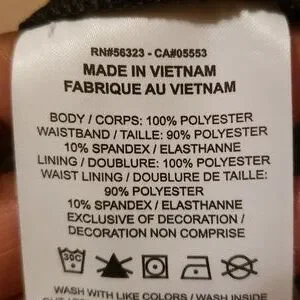 RN#56323 - CA#05553
MADE IN VIETNAM
FABRIQUE AU VIETNAM
BODY / CORPS: 100% POLYESTER
WAISTBAND / TAILLE: 90% POLYESTER
10% SPANDEX / ELASTHANNE
LINING / DOUBLURE: 100% POLYESTER
WAIST LINING / DOUBLURE DE TAILLE:
90% POLYESTER
10% SPANDEX / ELASTHANNE
EXCLUSIVE OF DECORATION /
DECORATION NON COMPRISE
30C
WASH WITH LIKE COLORS / WASH INSIDE